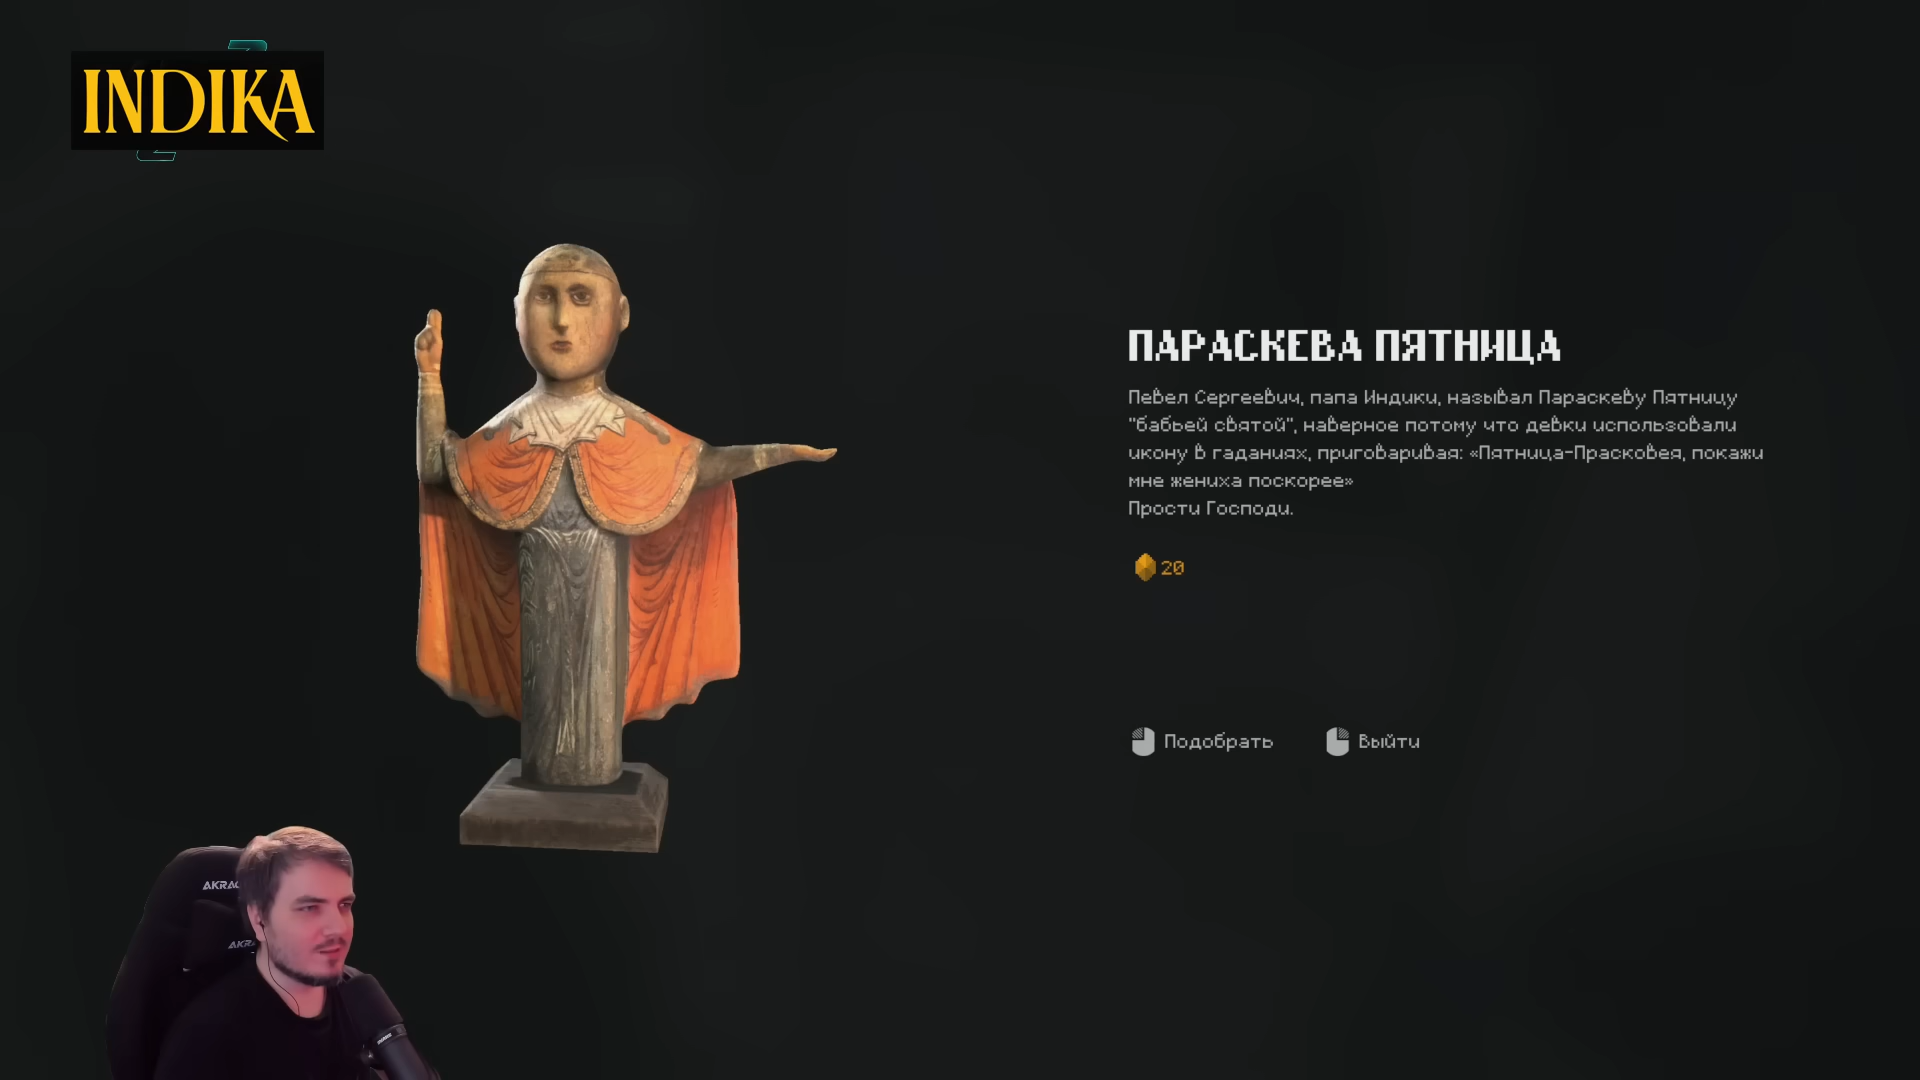 INDIKA
ПАРАСКЕВА ПЯТНИЦА
Певел Сергеевич, папа Индики, называл Параскеву Пятницу
"бабьей святой", наверное потому что девки использовали
икону в гаданиях, приговаривая: «Пятница-Прасковея, покажи
мне жениха поскорее»
Прости Господи.
20
Подобрать Выйти